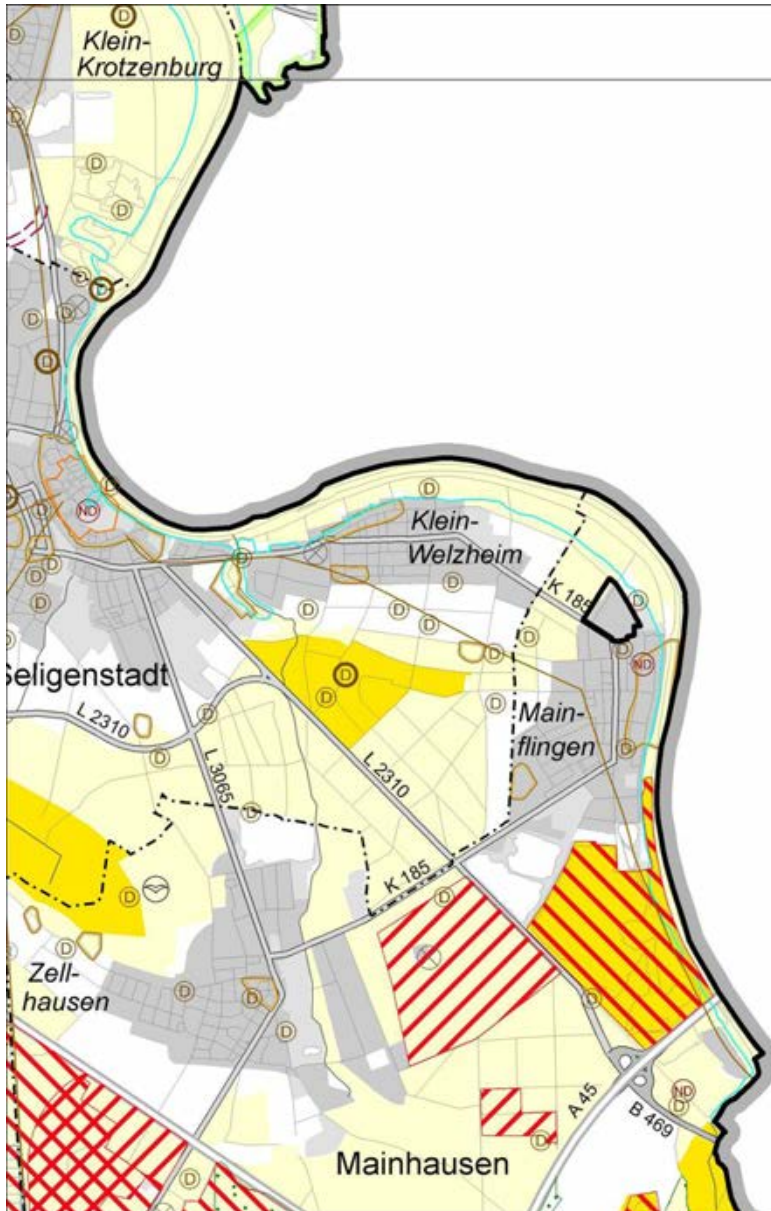 D
D
Klein-
Krotzenburg
D
D
D
D
D
D
D
D
D
D
D
ND
D
Klein-
Welzheim
D
D
D
D
K 185
D
D
D
D
D
D
D
D
ND
Seligenstadt
D
D
D
D
L 2310
D
D
L 3065
L 2310
Main-
flingen
D
D
K 185
D
D
D
Zell-
hausen
D
D
D
D
A 45
ND
D
B 469
D
Mainhausen
D